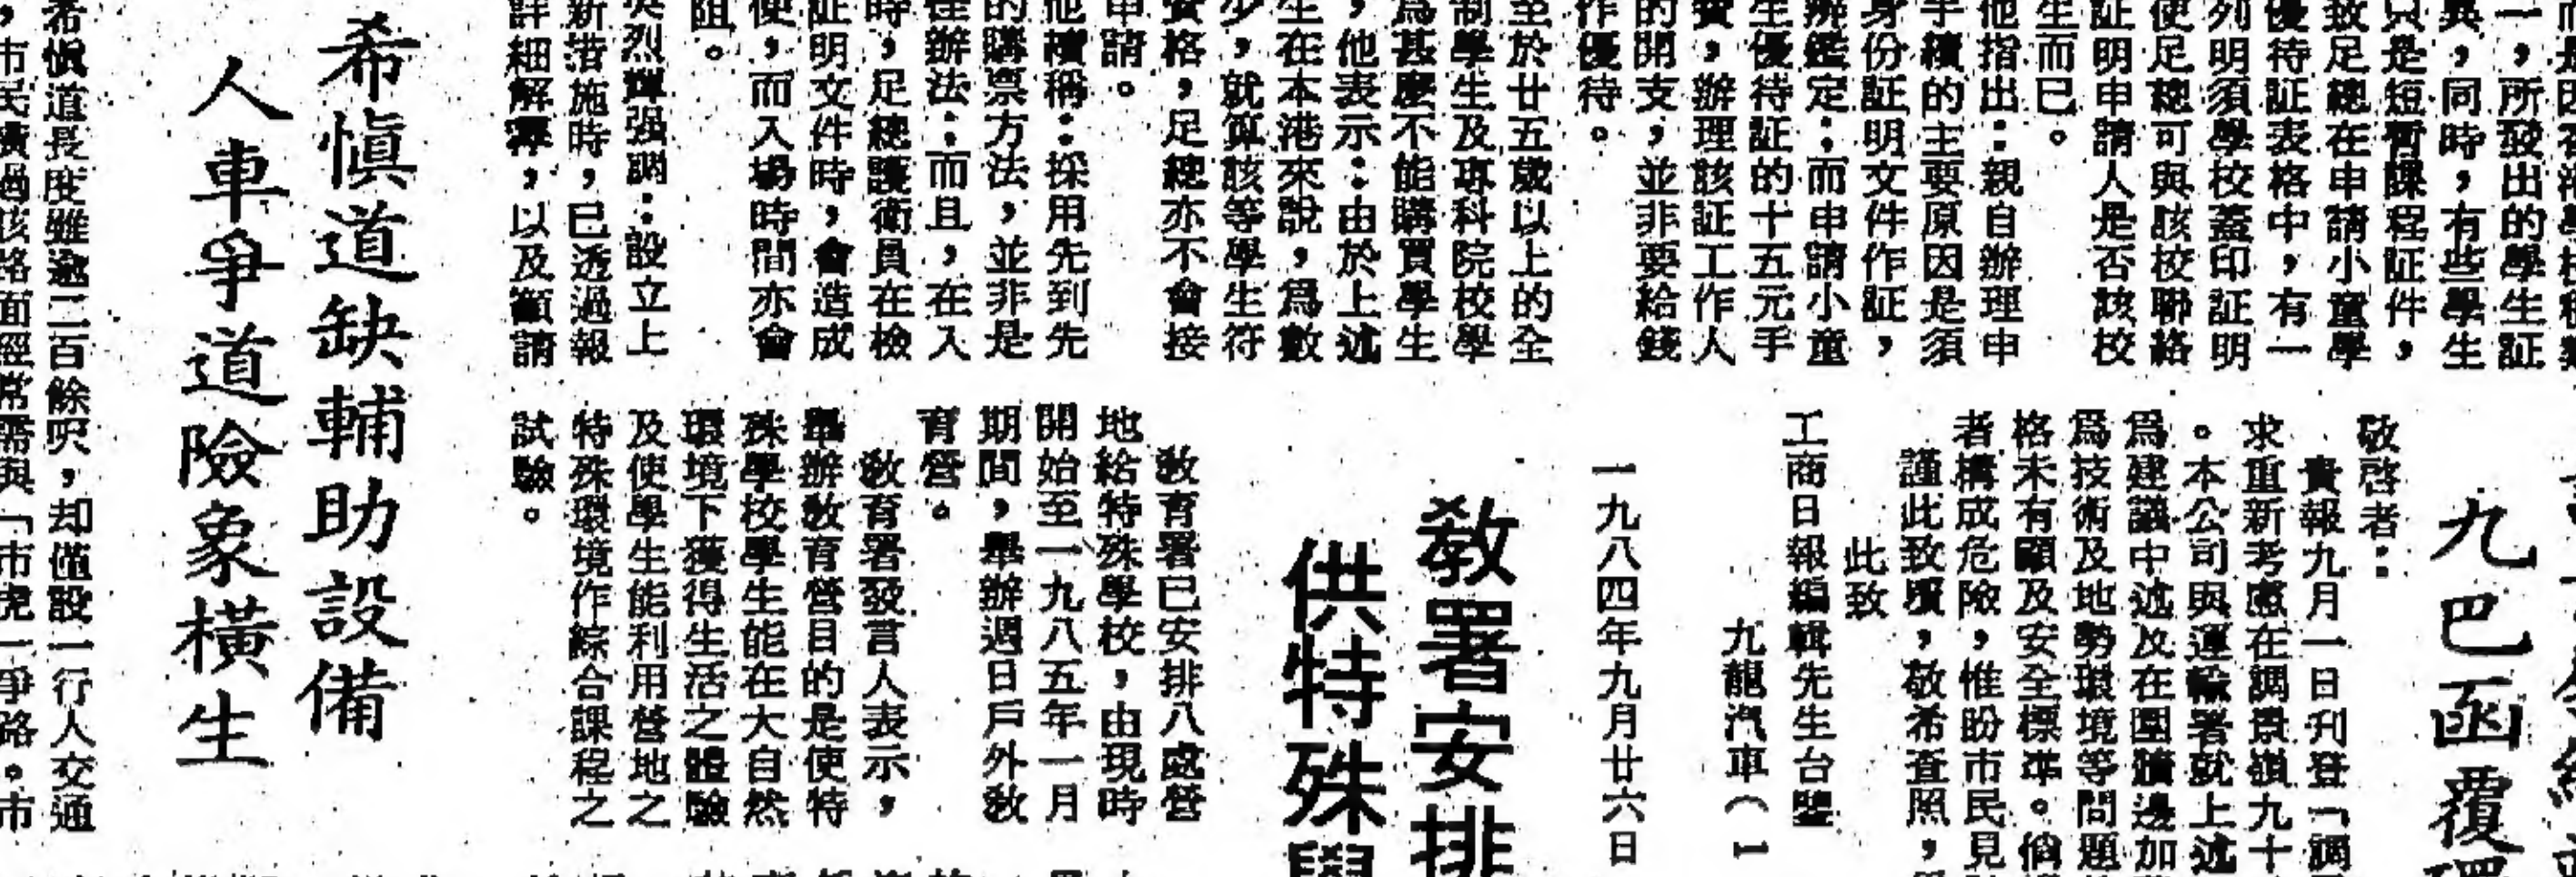 一，所發出的學生証
異，同時，有些學生
只是短暫課程証件，
致足總在申請小童學
優待証表格中，有一
列明須學校蓋印証明
使足總可與該校聯絡
証明申請人是否該校
生而已。
他指出：親自辦理申
手續的主要原因是須
身份証明文件作証，
辦鑑定；而申請小童
生優待証的十五元手
費，辦理該証工作人
的開支，並非要給錢
作優待。
至於廿五歲以上的全
制學生及專科院校學
爲甚麼不能購買學生
，他表示：由於上述
生在本港來說，爲數
少，就算該等學生符
資格，足總亦不會接
申請。
他續稱：採用先到先
的購票方法，並非是
佳辦法；而且，在入
時，足總護衛員在檢
証明文件時，會造成
便，而入場時間亦會
阻。
英烈輝强調：設立上
新措施時，已透過報
詳細解釋，以及籲請
九巴函覆
敬啓者：
貴報九月一日刊登「調
求重新考慮在調景嶺九十
。本公司與運輸署就上述
爲建議中述及在圍牆邊加
爲技術及地勢環境等問題
格未有顧及安全標準。倘
者構成危險，惟盼市民見
謹此致覆，敬希查照，
此致
工商日報編輯先生台鑒
九龍汽車（一
一九八四年九月廿六日
敎署安排
供特殊學
敎育署已安排八處營
地給特殊學校，由現時
開始至一九八五年一月
期間，舉辦週日戶外敎
育營。
敎育署發言人表示，
舉辦敎育營目的是使特
殊學校學生能在大自然
環境下獲得生活之體驗
及使學生能利用營地之
特殊環境作綜合課程之
試驗。
希愼道缺輔助設備
人車爭道險象橫生
希愼道長度雖逾二百餘呎，却僅設一行人交通
，市民橫過該路面經常需與「市虎一爭路。市